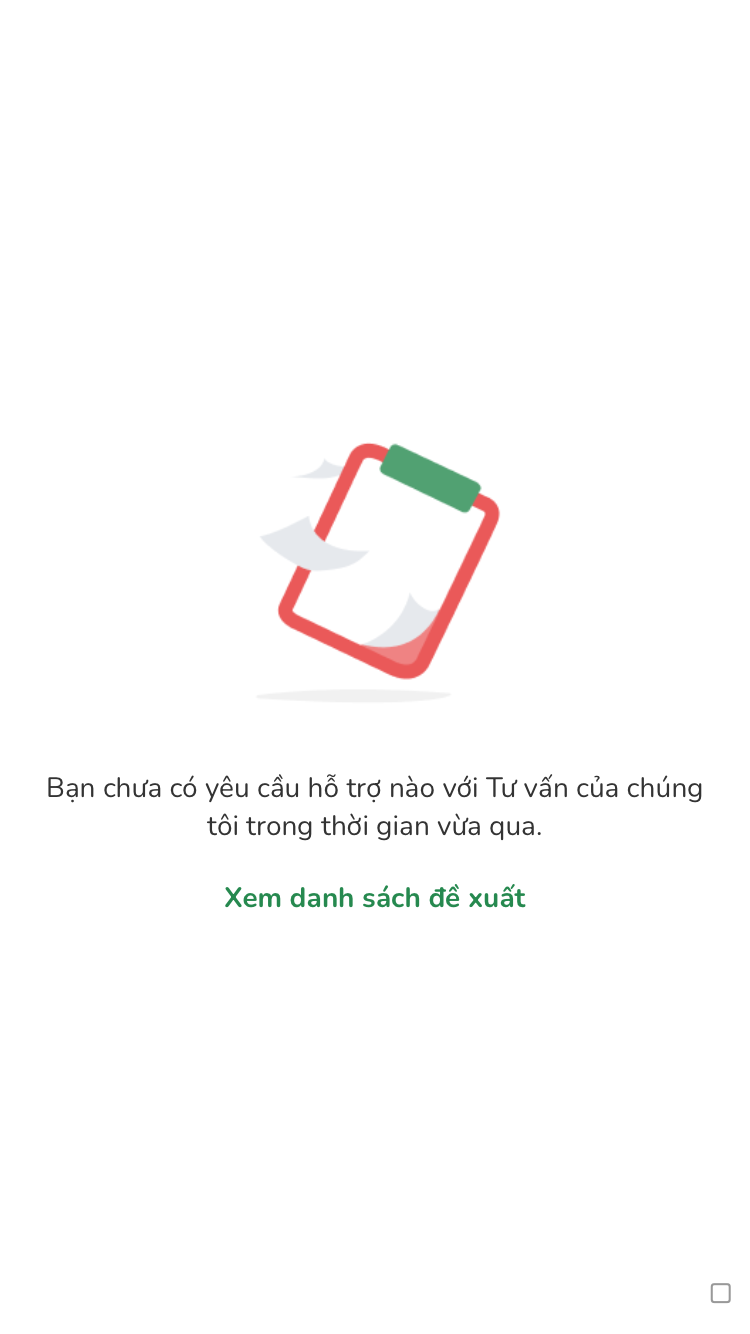 Bạn chưa có yêu cầu hỗ trợ nào với Tư vấn của chúng
tôi trong thời gian vừa qua.
Xem danh sách đề xuất